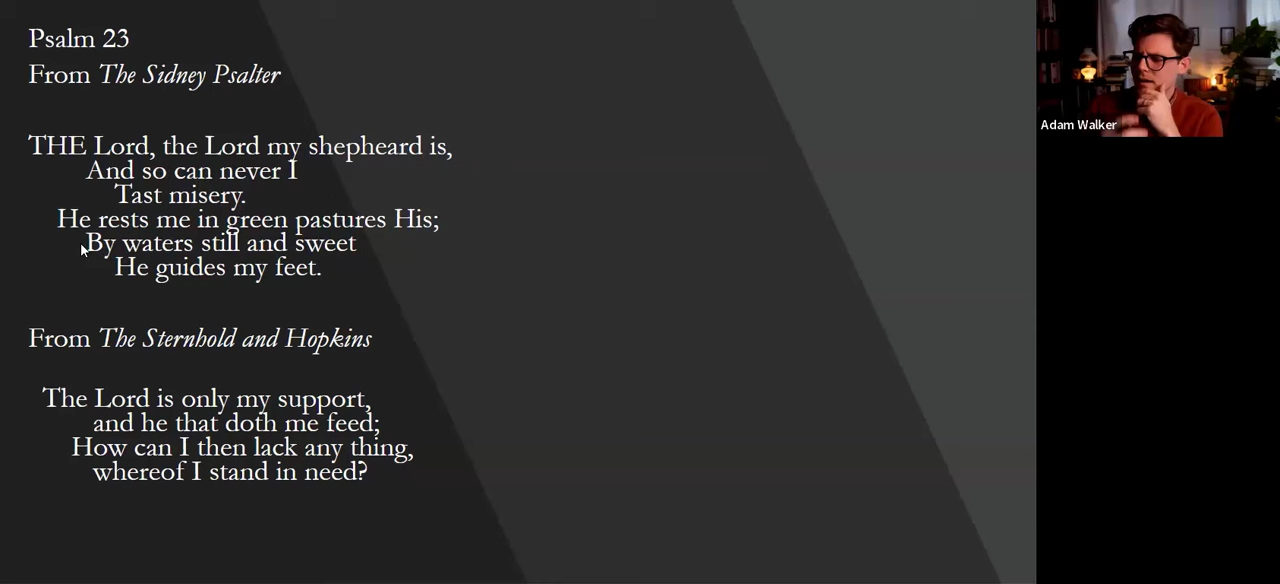 Psalm 23
From The Sidney Psalter
THE Lord, the Lord my shepheard is,
And so can never I
Tast misery.
He rests me in green pastures His;
By waters still and sweet
He guides my feet.
From The Sternhold and Hopkins
The Lord is only my support,
and he that doth me feed;
How can I then lack any thing,
whereof I stand in need?
Adam Walker